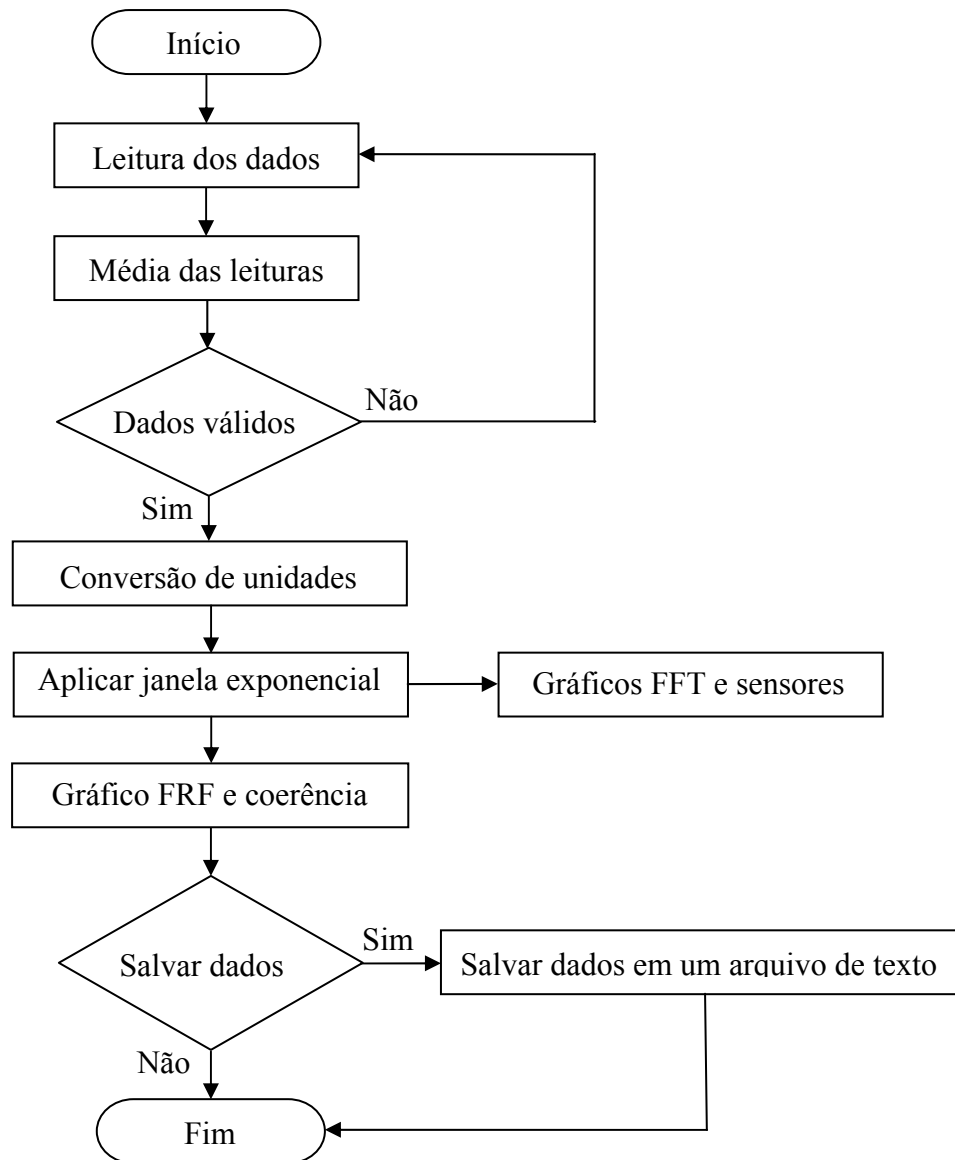 Início
Leitura dos dados
Média das leituras
Não
Dados válidos
Sim
Conversão de unidades
Aplicar janela exponencial
Gráficos FFT e sensores
Gráfico FRF e coerência
Sim
Salvar dados
Salvar dados em um arquivo de texto
Não
Fim